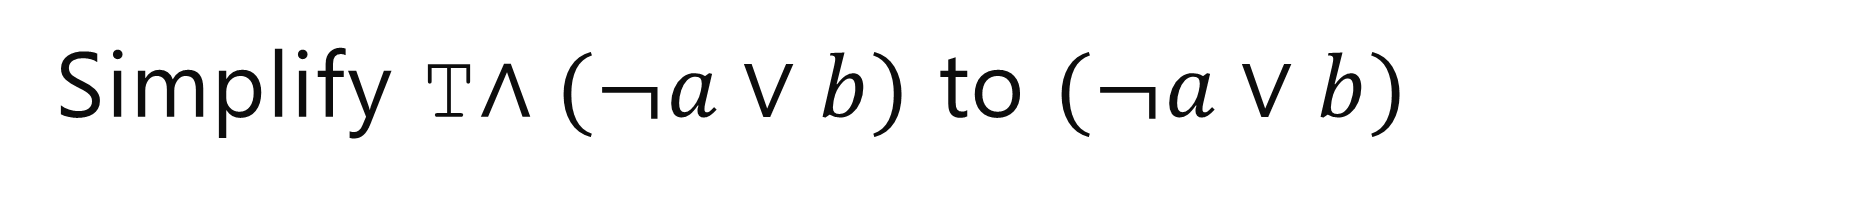 Simplify T∧ (¬a ∨ b) to (¬a ∨ b)